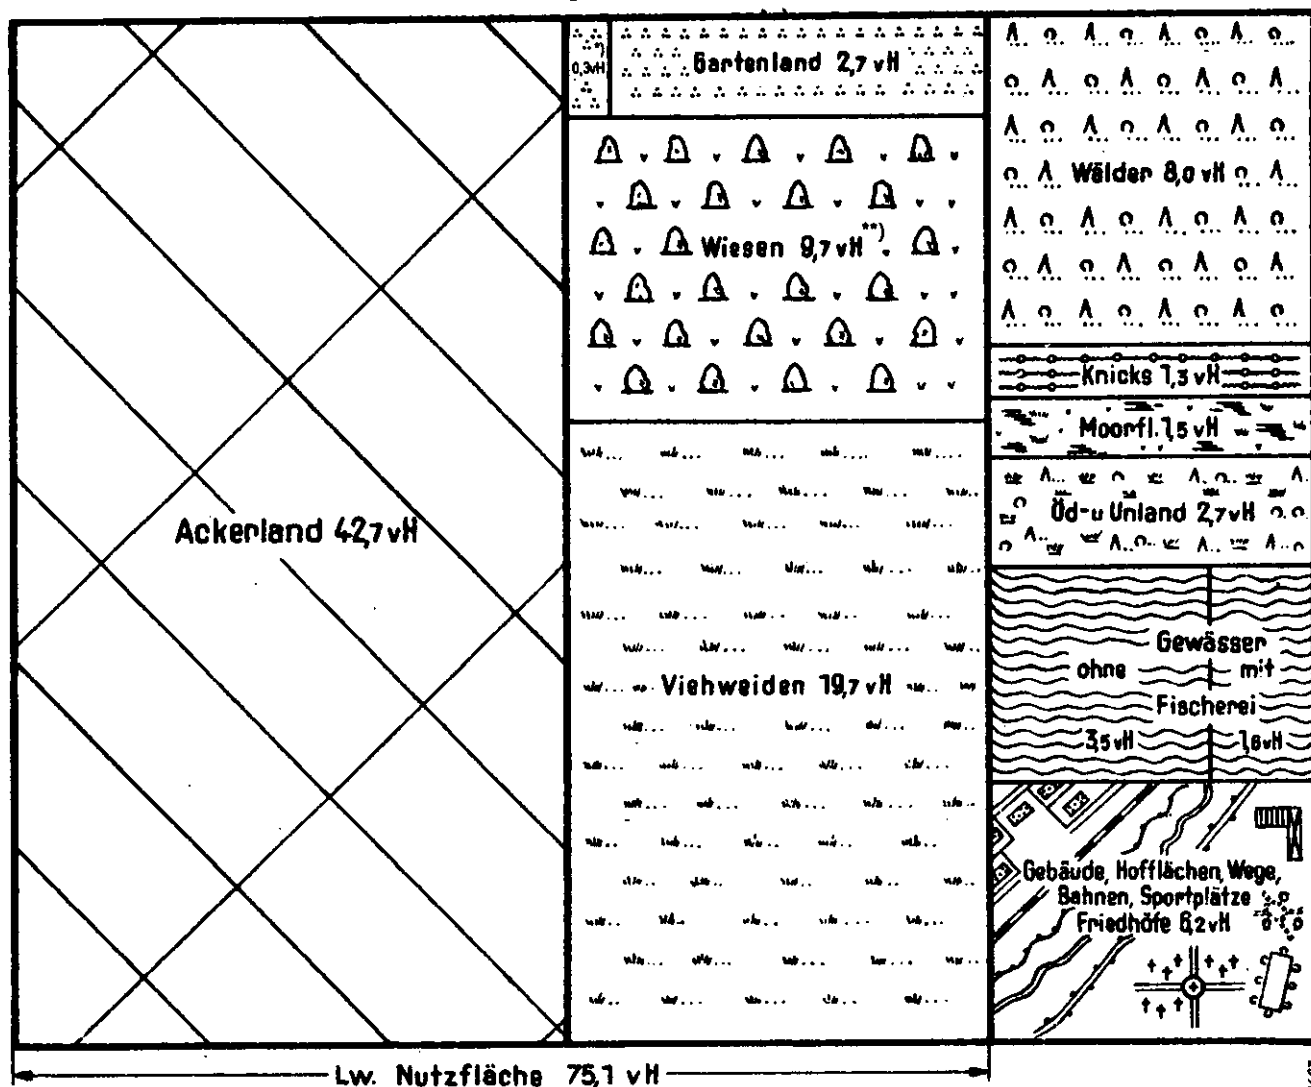 *)
0,3vH
Gartenland 2,7 vH
Wiesen 9,7 vH**)
Ackerland 42,7 vH
Viehweiden 19,7 vH
Wälder 8,0 vH
Knicks 1,3 vH
Moorfl. 1,5 vH
Öd-u Unland 2,7 vH
Gewässer
ohne mit
Fischerei
3,5 vH 1,8 vH
Gebäude, Hofflächen, Wege,
Bahnen, Sportplätze
Friedhöfe 6,2 vH
Lw. Nutzfläche 75,1 vH